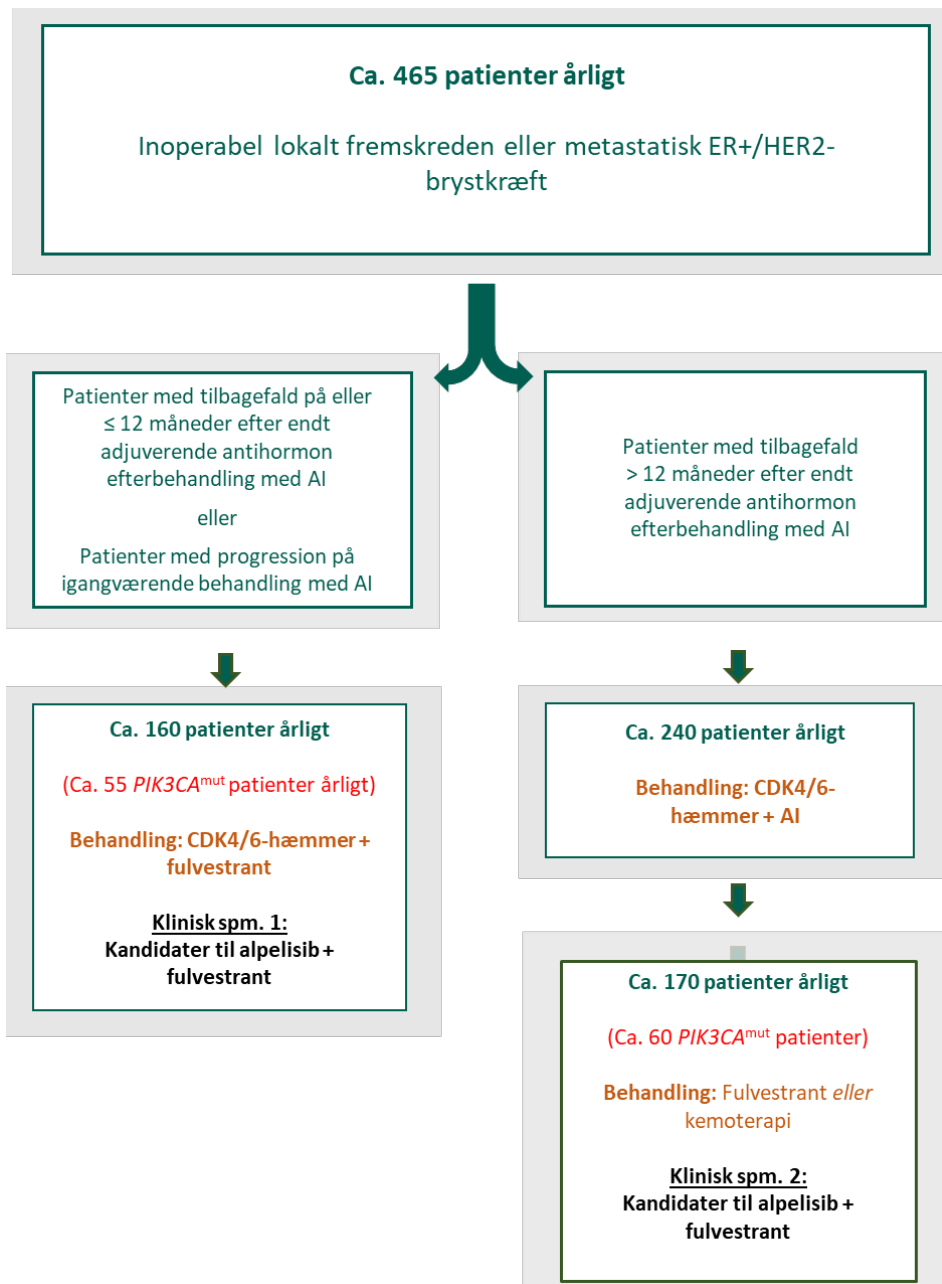 Ca. 465 patienter årligt
Inoperabel lokalt fremskreden eller metastatisk ER+/HER2-
brystkræft
Patienter med tilbagefald på eller
≤ 12 måneder efter endt
adjuverende antihormon
efterbehandling med AI
eller
Patienter med progression på
igangværende behandling med AI
Patienter med tilbagefald
> 12 måneder efter endt
adjuverende antihormon
efterbehandling med AI
Ca. 160 patienter årligt
(Ca. 55 PIK3CAmut patienter årligt)
Behandling: CDK4/6-hæmmer +
fulvestrant
Klinisk spm. 1:
Kandidater til alpelisib +
fulvestrant
Ca. 240 patienter årligt
Behandling: CDK4/6-
hæmmer + AI
Ca. 170 patienter årligt
(Ca. 60 PIK3CAmut patienter)
Behandling: Fulvestrant eller
kemoterapi
Klinisk spm. 2:
Kandidater til alpelisib +
fulvestrant